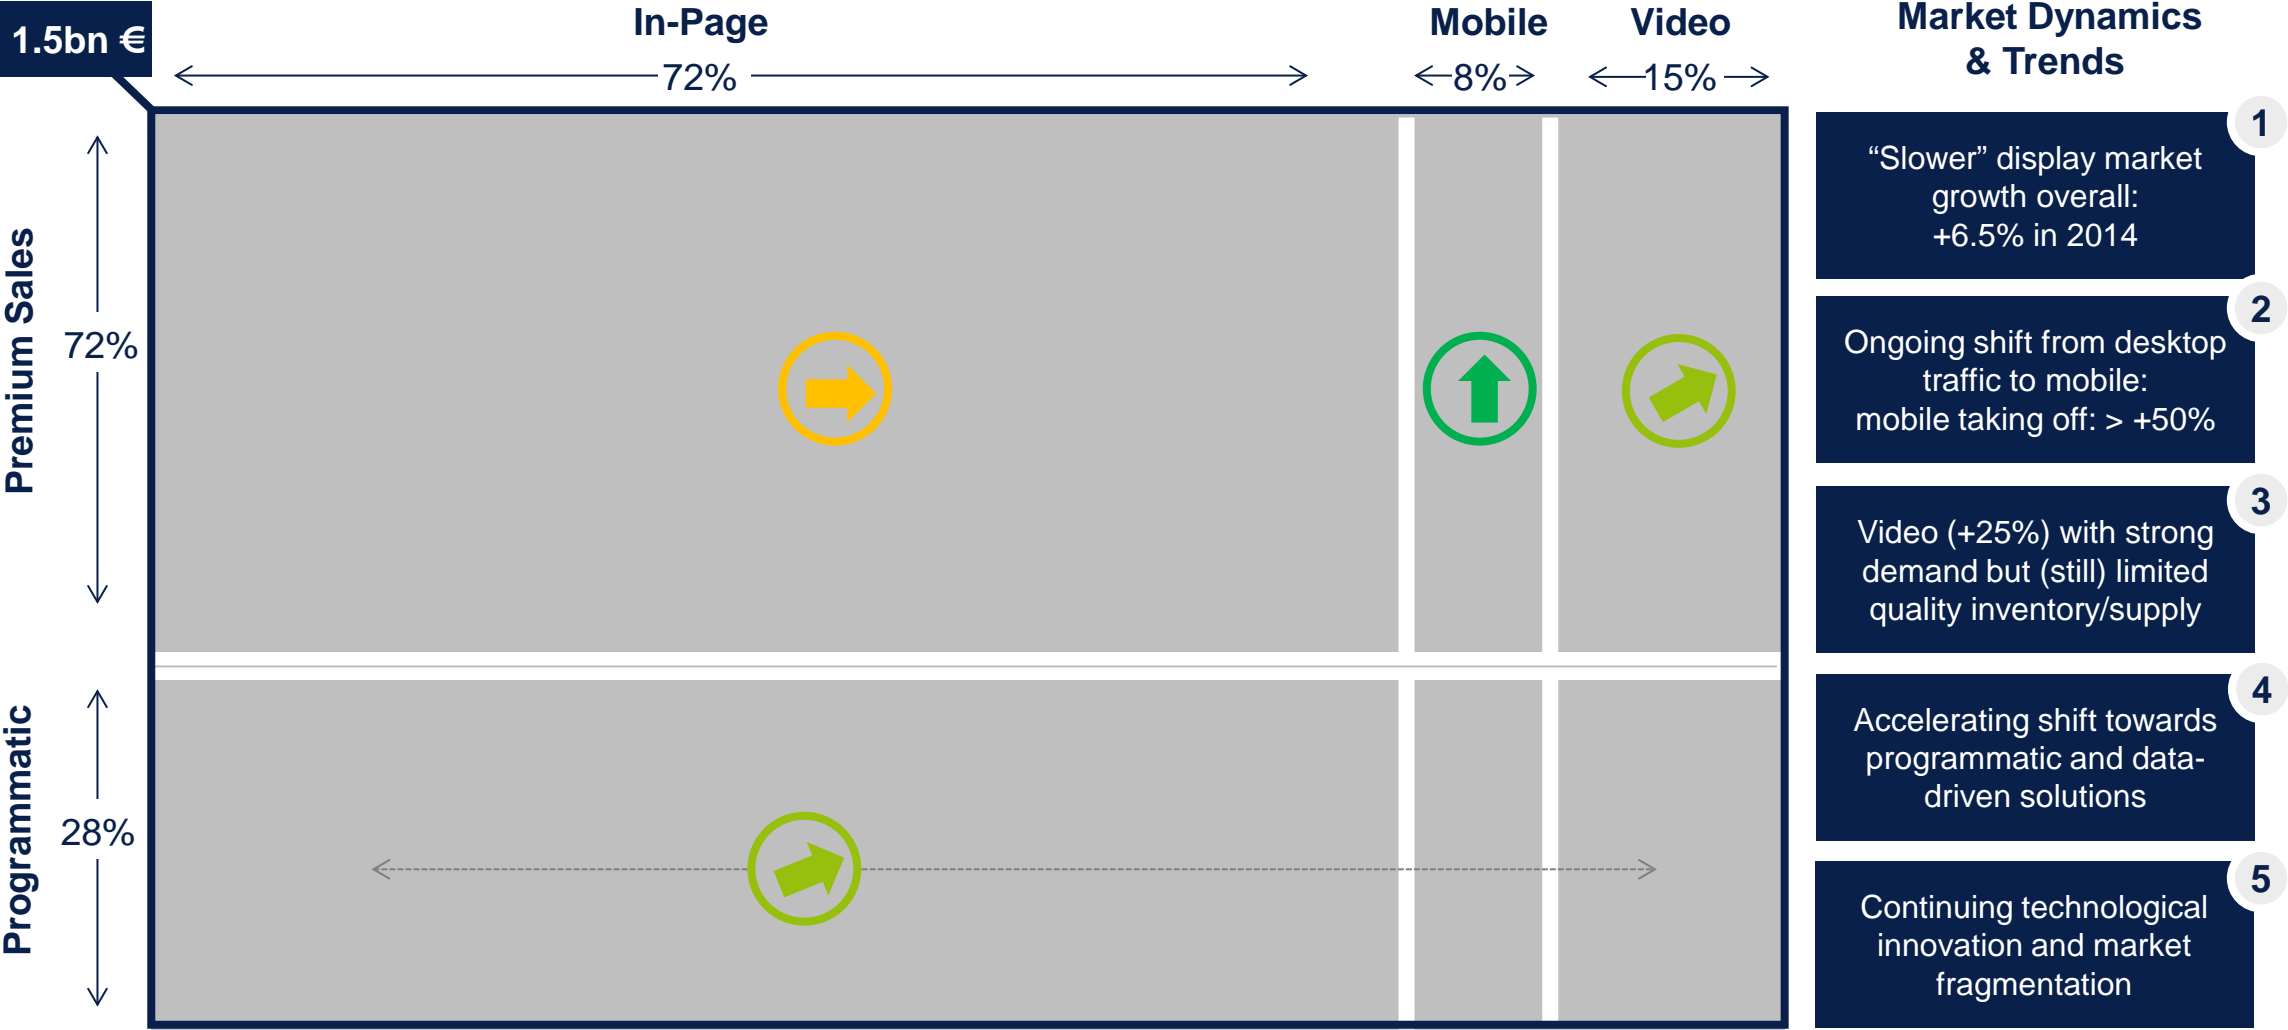 1.5bn €
In-Page
Mobile
Video
72%
8%
15%
Market Dynamics
& Trends
Premium Sales
72%
Programmatic
28%
1
“Slower” display market
growth overall:
+6.5% in 2014
2
Ongoing shift from desktop
traffic to mobile:
mobile taking off: > +50%
3
Video (+25%) with strong
demand but (still) limited
quality inventory/supply
4
Accelerating shift towards
programmatic and data-
driven solutions
5
Continuing technological
innovation and market
fragmentation